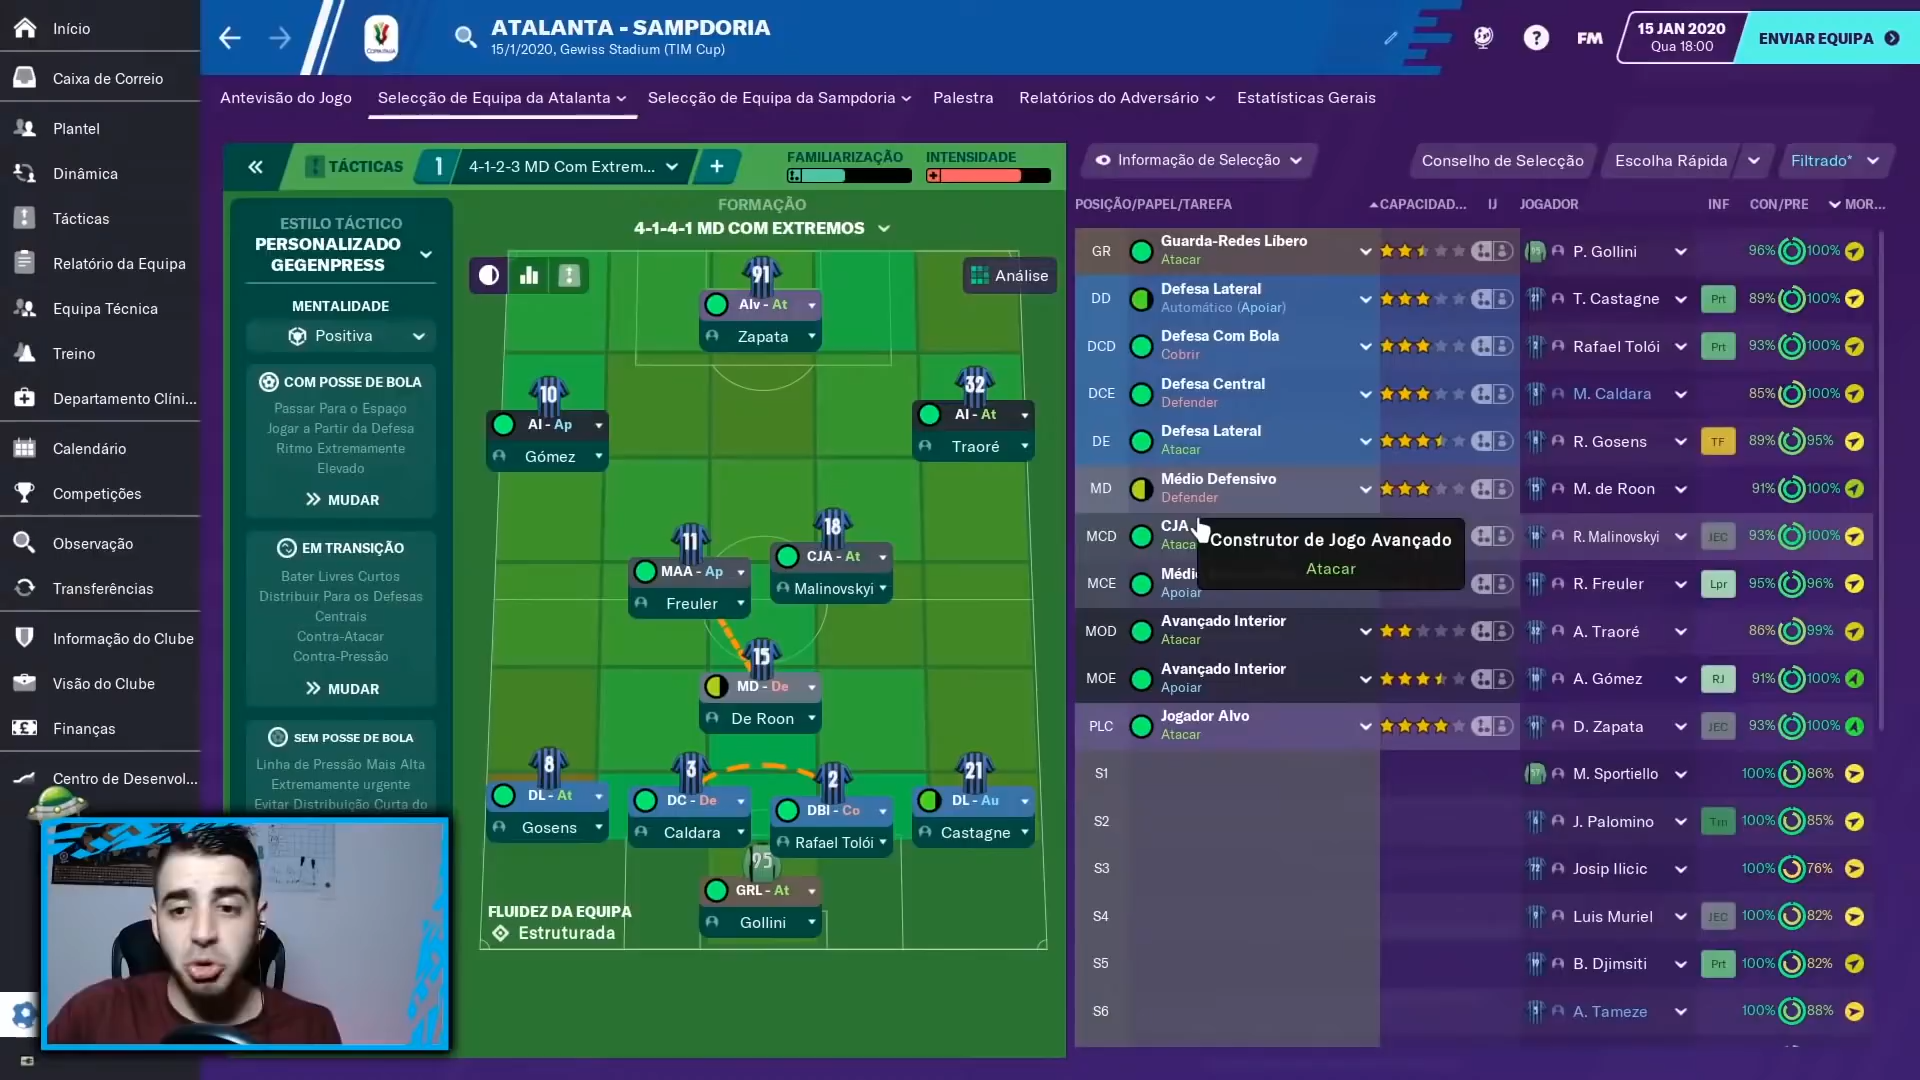 Início
Caixa de Correio
Plantel
Dinâmica
Tácticas
Relatório da Equipa
Equipa Técnica
Treino
Departamento Clíni...
Calendário
Competições
Observação
Transferências
Informação do Clube
Visão do Clube
Finanças
Centro de Desenvol...
COPPA ITALIA
ATALANTA - SAMPDORIA
15/1/2020, Gewiss Stadium (TIM Cup)
FM
15 JAN 2020
Qua 18:00
ENVIAR EQUIPA
Antevisão do Jogo
Selecção de Equipa da Atalanta
Selecção de Equipa da Sampdoria
Palestra
Relatórios do Adversário
Estatísticas Gerais
TÁCTICAS
1
4-1-2-3 MD Com Extrem...
FAMILIARIZAÇÃO
INTENSIDADE
ESTILO TÁCTICO
PERSONALIZADO
GEGENPRESS
MENTALIDADE
Positiva
COM POSSE DE BOLA
Passar Para o Espaço
Jogar a Partir da Defesa
Ritmo Extremamente
Elevado
MUDAR
EM TRANSIÇÃO
Bater Livres Curtos
Distribuir Para os Defesas
Centrais
Contra-Atacar
Contra-Pressão
MUDAR
SEM POSSE DE BOLA
Linha de Pressão Mais Alta
Extremamente urgente
Evitar Distribuição Curta do
FORMAÇÃO
4-1-4-1 MD COM EXTREMOS
Análise
91
Alv - At
Zapata
10
AI - Ap
Gómez
32
AI - At
Traoré
11
MAA - Ap
Freuler
18
CJA - At
Malinovskyi
15
MD - De
De Roon
8
DL - At
Gosens
3
DC - De
Caldara
2
DBI - Co
Rafael Tolói
21
DL - Au
Castagne
95
GRL - At
Gollini
FLUIDEZ DA EQUIPA
Estruturada
Informação de Selecção
Conselho de Selecção
Escolha Rápida
Filtrado*
POSIÇÃO/PAPEL/TAREFA
CAPACIDAD...
IJ
JOGADOR
INF
CON/PRE
MOR...
GR
Guarda-Redes Líbero
Atacar
P. Gollini
96%
100%
DD
Defesa Lateral
Automático (Apoiar)
T. Castagne
Prt
89%
100%
DCD
Defesa Com Bola
Cobrir
Rafael Tolói
Prt
93%
100%
DCE
Defesa Central
Defender
M. Caldara
85%
100%
DE
Defesa Lateral
Atacar
R. Gosens
TF
89%
95%
MD
Médio Defensivo
Defender
M. de Roon
91%
100%
MCD
CJA
Ataca
R. Malinovskyi
JEC
93%
100%
Construtor de Jogo Avançado
Atacar
MCE
Médi
Apoiar
R. Freuler
Lpr
95%
96%
MOD
Avançado Interior
Atacar
A. Traoré
86%
99%
MOE
Avançado Interior
Apoiar
A. Gómez
RJ
91%
100%
PLC
Jogador Alvo
Atacar
D. Zapata
JEC
93%
100%
S1
M. Sportiello
100%
86%
S2
J. Palomino
Trn
100%
85%
S3
Josip Ilicic
100%
76%
S4
Luis Muriel
JEC
100%
82%
S5
B. Djimsiti
Prt
100%
82%
S6
A. Tameze
100%
88%